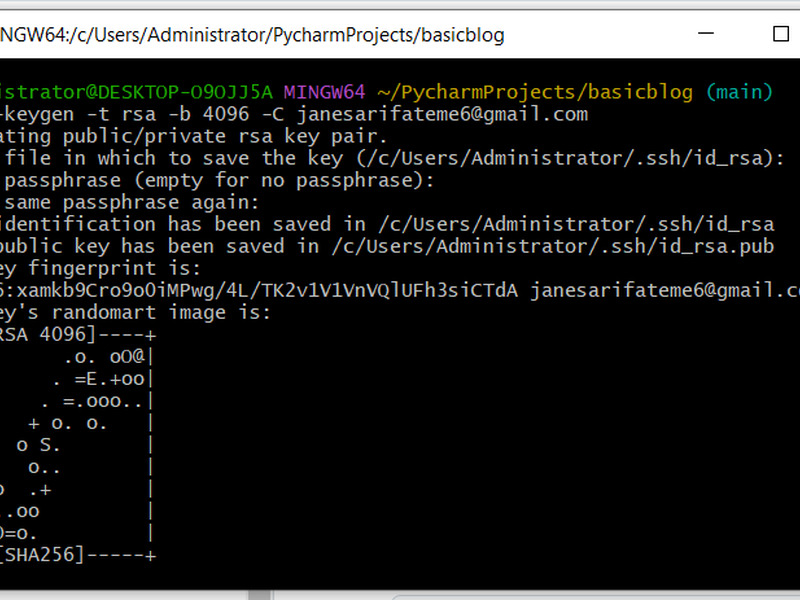 NGW64:/c/Users/Administrator/PycharmProjects/basicblog
istrator@DESKTOP-O9OJJ5A MINGW64 ~/PycharmProjects/basicblog (main)
-keygen -t rsa -b 4096 -C janesarifateme6@gmail.com
ating public/private rsa key pair.
file in which to save the key (/c/Users/Administrator/.ssh/id_rsa):
passphrase (empty for no passphrase):
same passphrase again:
identification has been saved in /c/Users/Administrator/.ssh/id_rsa
public key has been saved in /c/Users/Administrator/.ssh/id_rsa.pub
ey fingerprint is:
6:xamkb9Cro9oOiMPwg/4L/TK2v1V1VnVQlUFh3siCTdA janesarifateme6@gmail.co
ey's randomart image is:
RSA 4096]----+
.o. oO@|
. =E.+oo|
. =.ooo..|
+ o. o. |
o S. |
o.. |
o .+ |
..oo |
O=o. |
[SHA256]-----+